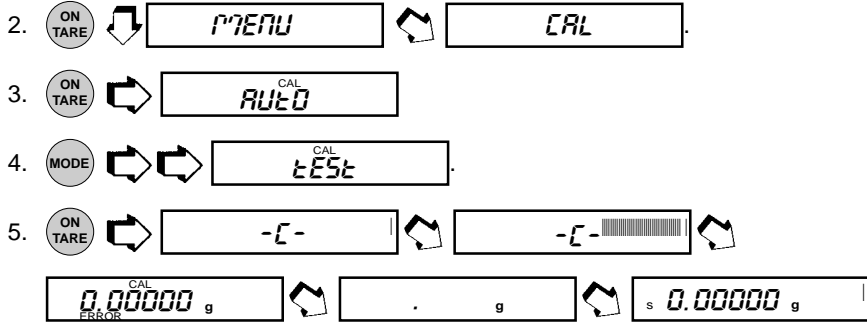 2. ON TARE MENU CAL.
3. ON TARE CAL AUtO
4. MODE CAL tESt.
5. ON TARE -C- -C-
CAL 0.00000 g ERROR . g S 0.00000 g